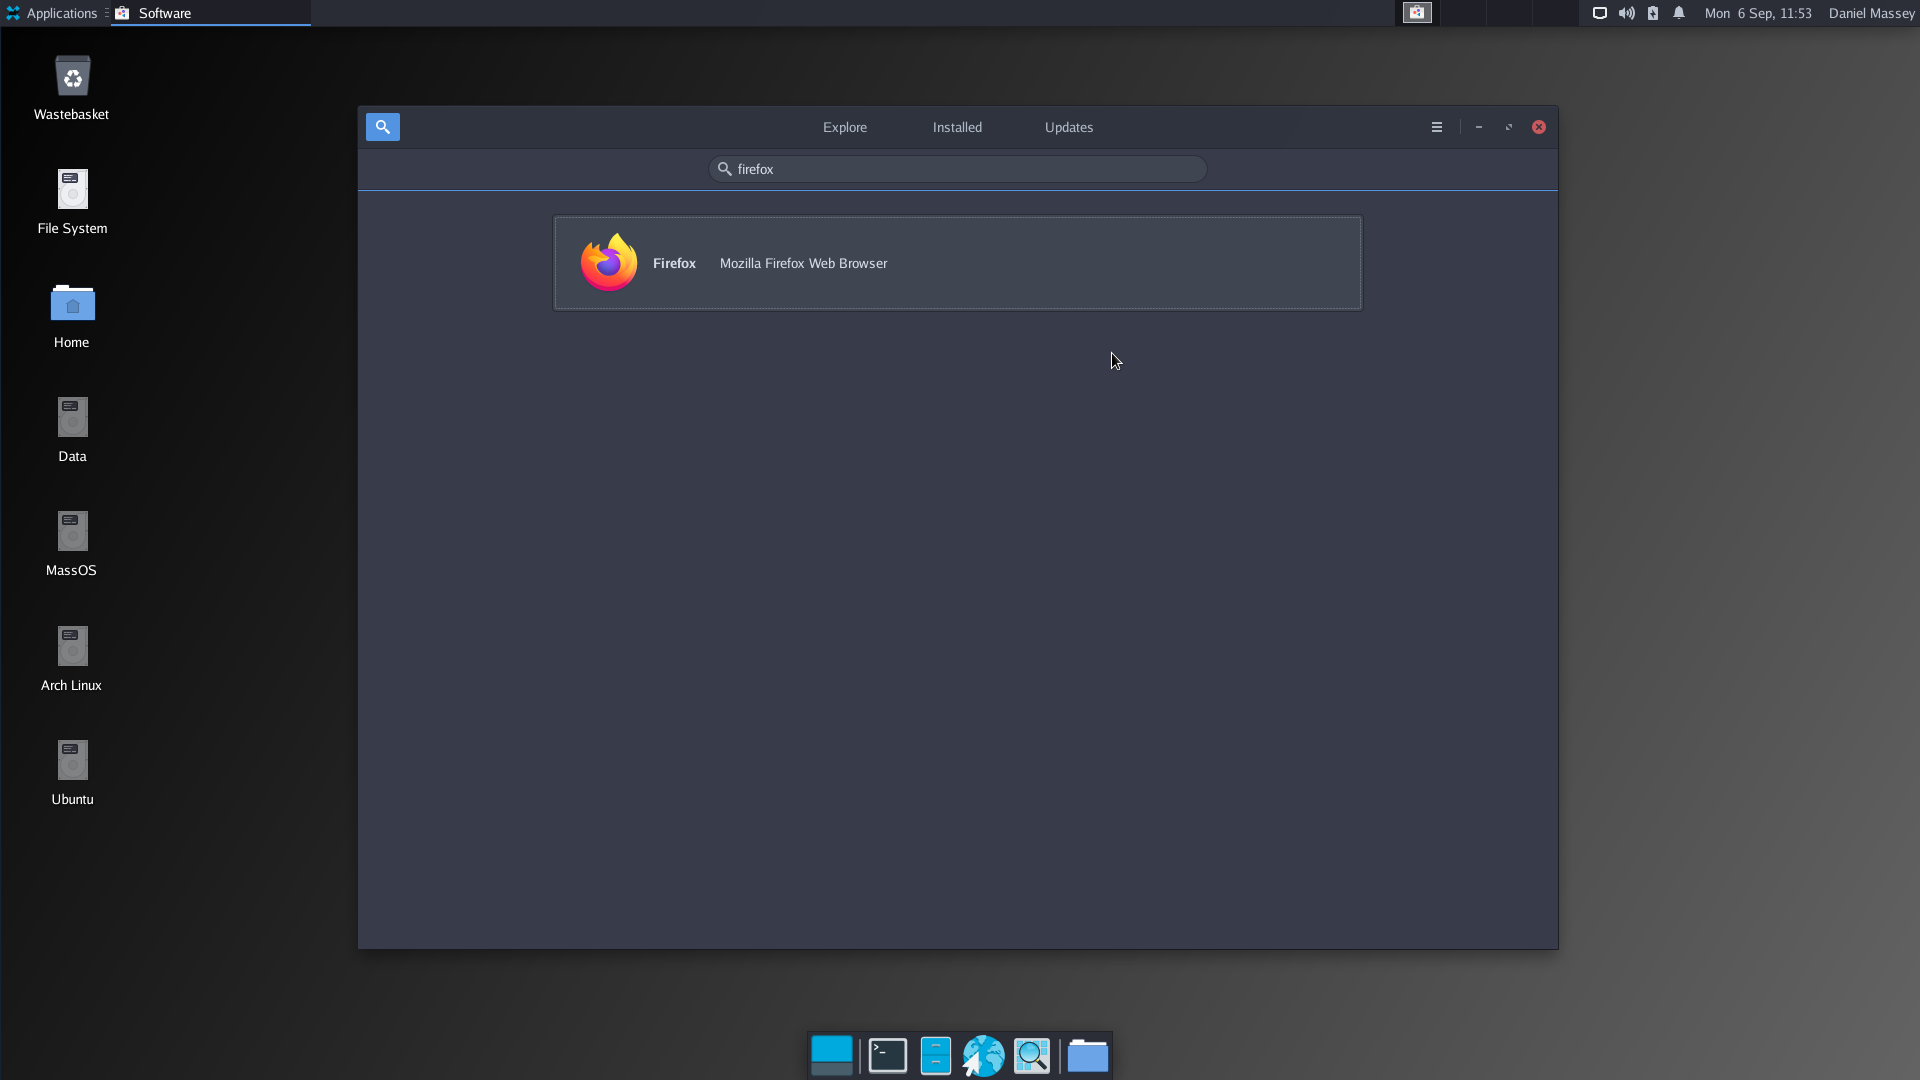 Applications
Software
Mon 6 Sep, 11:53
Daniel Massey
Wastebasket
File System
Home
Data
MassOS
Arch Linux
Ubuntu
Explore
Installed
Updates
firefox
Firefox
Mozilla Firefox Web Browser
>_